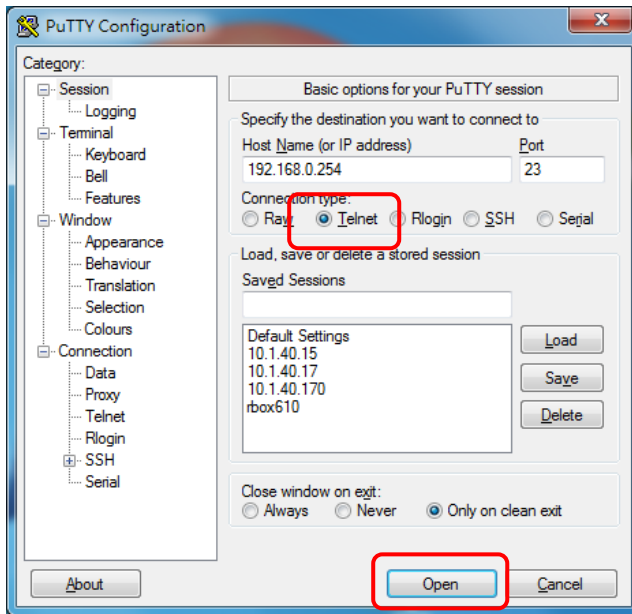 PuTTY Configuration
Category:
Session
Logging
Terminal
Keyboard
Bell
Features
Window
Appearance
Behaviour
Translation
Selection
Colours
Connection
Data
Proxy
Telnet
Rlogin
SSH
Serial
Basic options for your PuTTY session
Specify the destination you want to connect to
Host Name (or IP address) Port
192.168.0.254 23
Connection type:
Raw Telnet Rlogin SSH Serial
Load, save or delete a stored session
Saved Sessions
Default Settings
10.1.40.15
10.1.40.17
10.1.40.170
rbox610
Load
Save
Delete
Close window on exit:
Always Never Only on clean exit
About Open Cancel